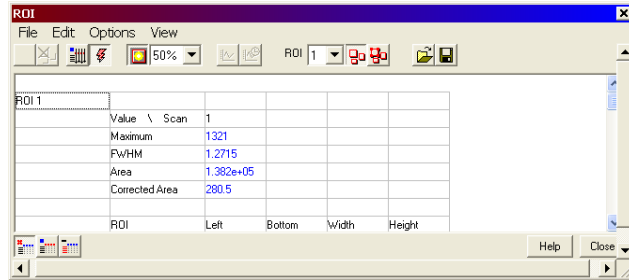 ROI
File Edit Options View
50% ROI 1
ROI 1
Value \ Scan 1
Maximum 1321
FWHM 1.2715
Area 1.382e+05
Corrected Area 280.5
ROI Left Bottom Width Height
Help Close